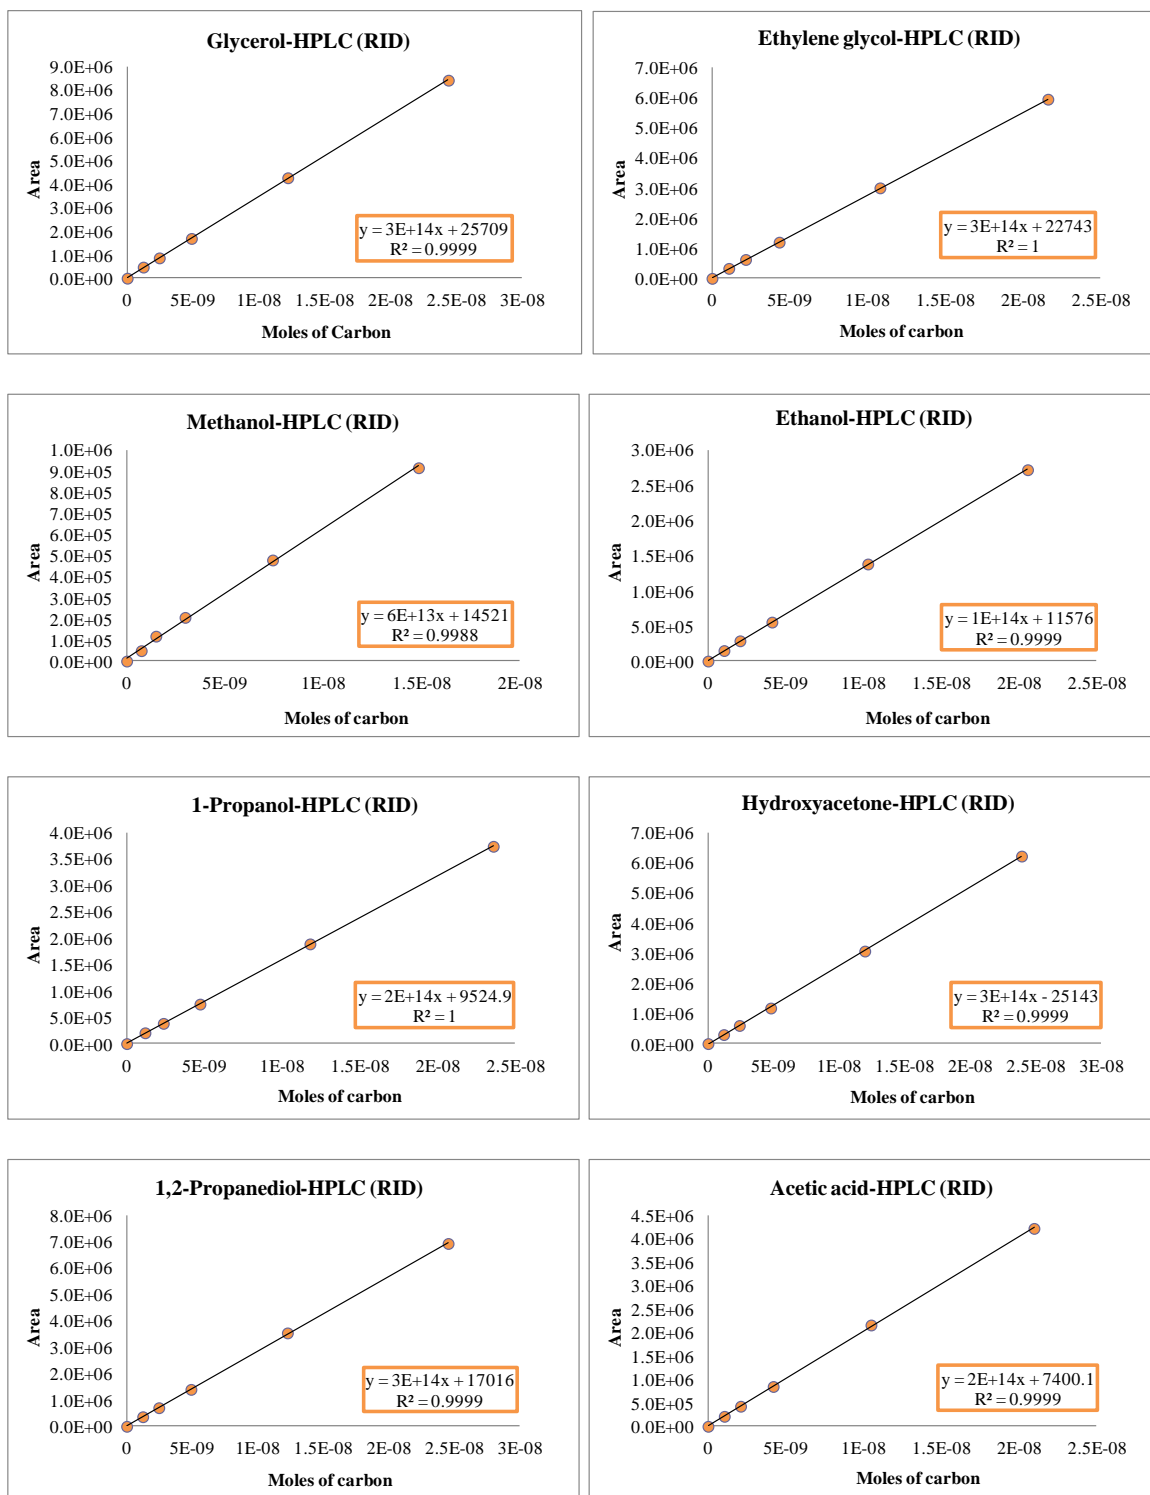 Glycerol-HPLC (RID)
9.0E+06
8.0E+06
7.0E+06
6.0E+06
5.0E+06
4.0E+06
3.0E+06
2.0E+06
1.0E+06
0.0E+00
Area
y = 3E+14x + 25709
R² = 0.9999
0 5E-09 1E-08 1.5E-08 2E-08 2.5E-08 3E-08
Moles of Carbon
Ethylene glycol-HPLC (RID)
7.0E+06
6.0E+06
5.0E+06
4.0E+06
3.0E+06
2.0E+06
1.0E+06
0.0E+00
Area
y = 3E+14x + 22743
R² = 1
0 5E-09 1E-08 1.5E-08 2E-08 2.5E-08
Moles of carbon
Methanol-HPLC (RID)
1.0E+06
9.0E+05
8.0E+05
7.0E+05
6.0E+05
5.0E+05
4.0E+05
3.0E+05
2.0E+05
1.0E+05
0.0E+00
Area
y = 6E+13x + 14521
R² = 0.9988
0 5E-09 1E-08 1.5E-08 2E-08
Moles of carbon
Ethanol-HPLC (RID)
3.0E+06
2.5E+06
2.0E+06
1.5E+06
1.0E+06
5.0E+05
0.0E+00
Area
y = 1E+14x + 11576
R² = 0.9999
0 5E-09 1E-08 1.5E-08 2E-08 2.5E-08
Moles of carbon
1-Propanol-HPLC (RID)
4.0E+06
3.5E+06
3.0E+06
2.5E+06
2.0E+06
1.5E+06
1.0E+06
5.0E+05
0.0E+00
Area
y = 2E+14x + 9524.9
R² = 1
0 5E-09 1E-08 1.5E-08 2E-08 2.5E-08
Moles of carbon
Hydroxyacetone-HPLC (RID)
7.0E+06
6.0E+06
5.0E+06
4.0E+06
3.0E+06
2.0E+06
1.0E+06
0.0E+00
Area
y = 3E+14x - 25143
R² = 0.9999
0 5E-09 1E-08 1.5E-08 2E-08 2.5E-08 3E-08
Moles of carbon
1,2-Propanediol-HPLC (RID)
8.0E+06
7.0E+06
6.0E+06
5.0E+06
4.0E+06
3.0E+06
2.0E+06
1.0E+06
0.0E+00
Area
y = 3E+14x + 17016
R² = 0.9999
0 5E-09 1E-08 1.5E-08 2E-08 2.5E-08 3E-08
Moles of carbon
Acetic acid-HPLC (RID)
4.5E+06
4.0E+06
3.5E+06
3.0E+06
2.5E+06
2.0E+06
1.5E+06
1.0E+06
5.0E+05
0.0E+00
Area
y = 2E+14x + 7400.1
R² = 0.9999
0 5E-09 1E-08 1.5E-08 2E-08 2.5E-08
Moles of carbon